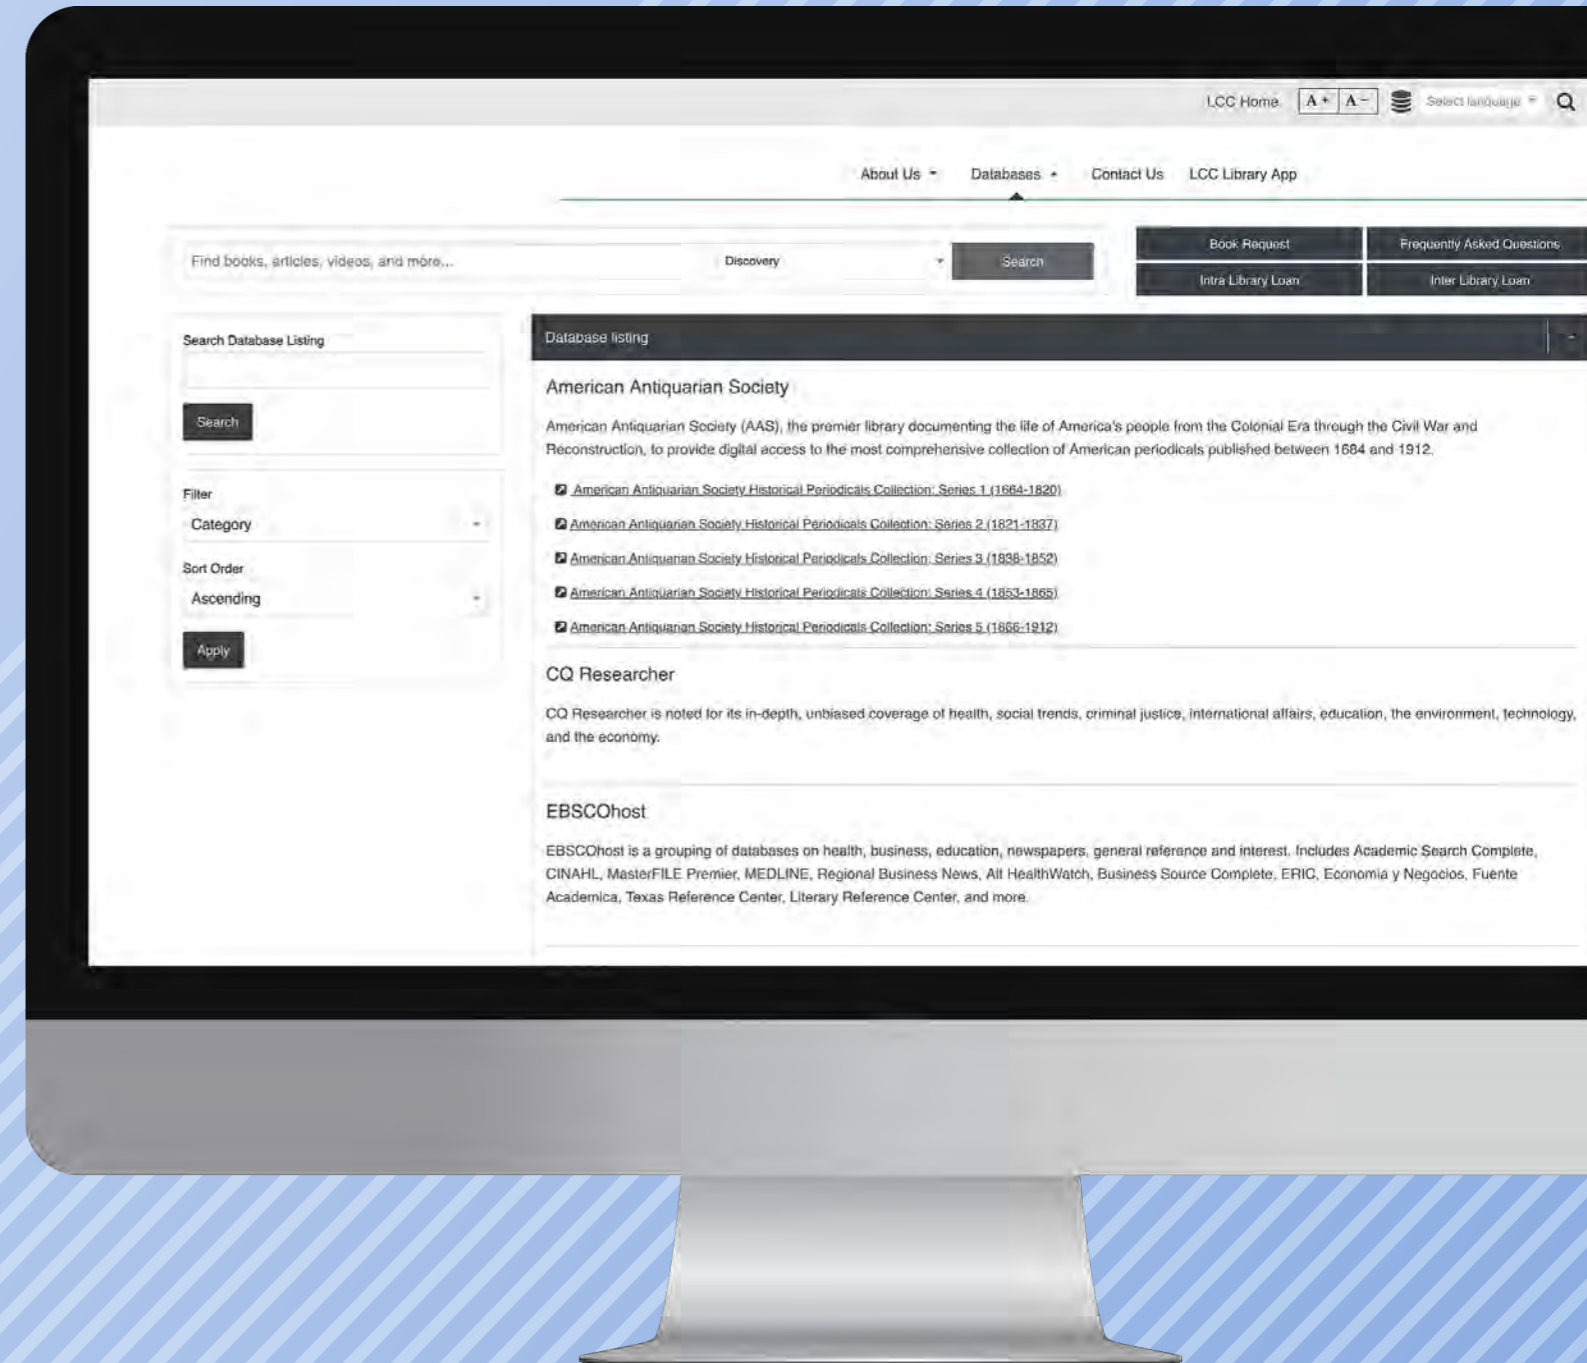 LCC Home A+ A- Select language
About Us Databases Contact Us LCC Library App
Find books, articles, videos, and more... Discovery Search
Book Request Frequently Asked Questions
Intra Library Loan Inter Library Loan
Search Database Listing
Search
Filter
Category
Sort Order
Ascending
Apply
Database listing
American Antiquarian Society
American Antiquarian Society (AAS), the premier library documenting the life of America's people from the Colonial Era through the Civil War and
Reconstruction, to provide digital access to the most comprehensive collection of American periodicals published between 1684 and 1912.
American Antiquarian Society Historical Periodicals Collection: Series 1 (1664-1820)
American Antiquarian Society Historical Periodicals Collection: Series 2 (1821-1837)
American Antiquarian Society Historical Periodicals Collection: Series 3 (1838-1852)
American Antiquarian Society Historical Periodicals Collection: Series 4 (1853-1865)
American Antiquarian Society Historical Periodicals Collection: Series 5 (1866-1912)
CQ Researcher
CQ Researcher is noted for its in-depth, unbiased coverage of health, social trends, criminal justice, international affairs, education, the environment, technology,
and the economy.
EBSCOhost
EBSCOhost is a grouping of databases on health, business, education, newspapers, general reference and interest. Includes Academic Search Complete,
CINAHL, MasterFILE Premier, MEDLINE, Regional Business News, Alt HealthWatch, Business Source Complete, ERIC, Economia y Negocios, Fuente
Academica, Texas Reference Center, Literary Reference Center, and more.